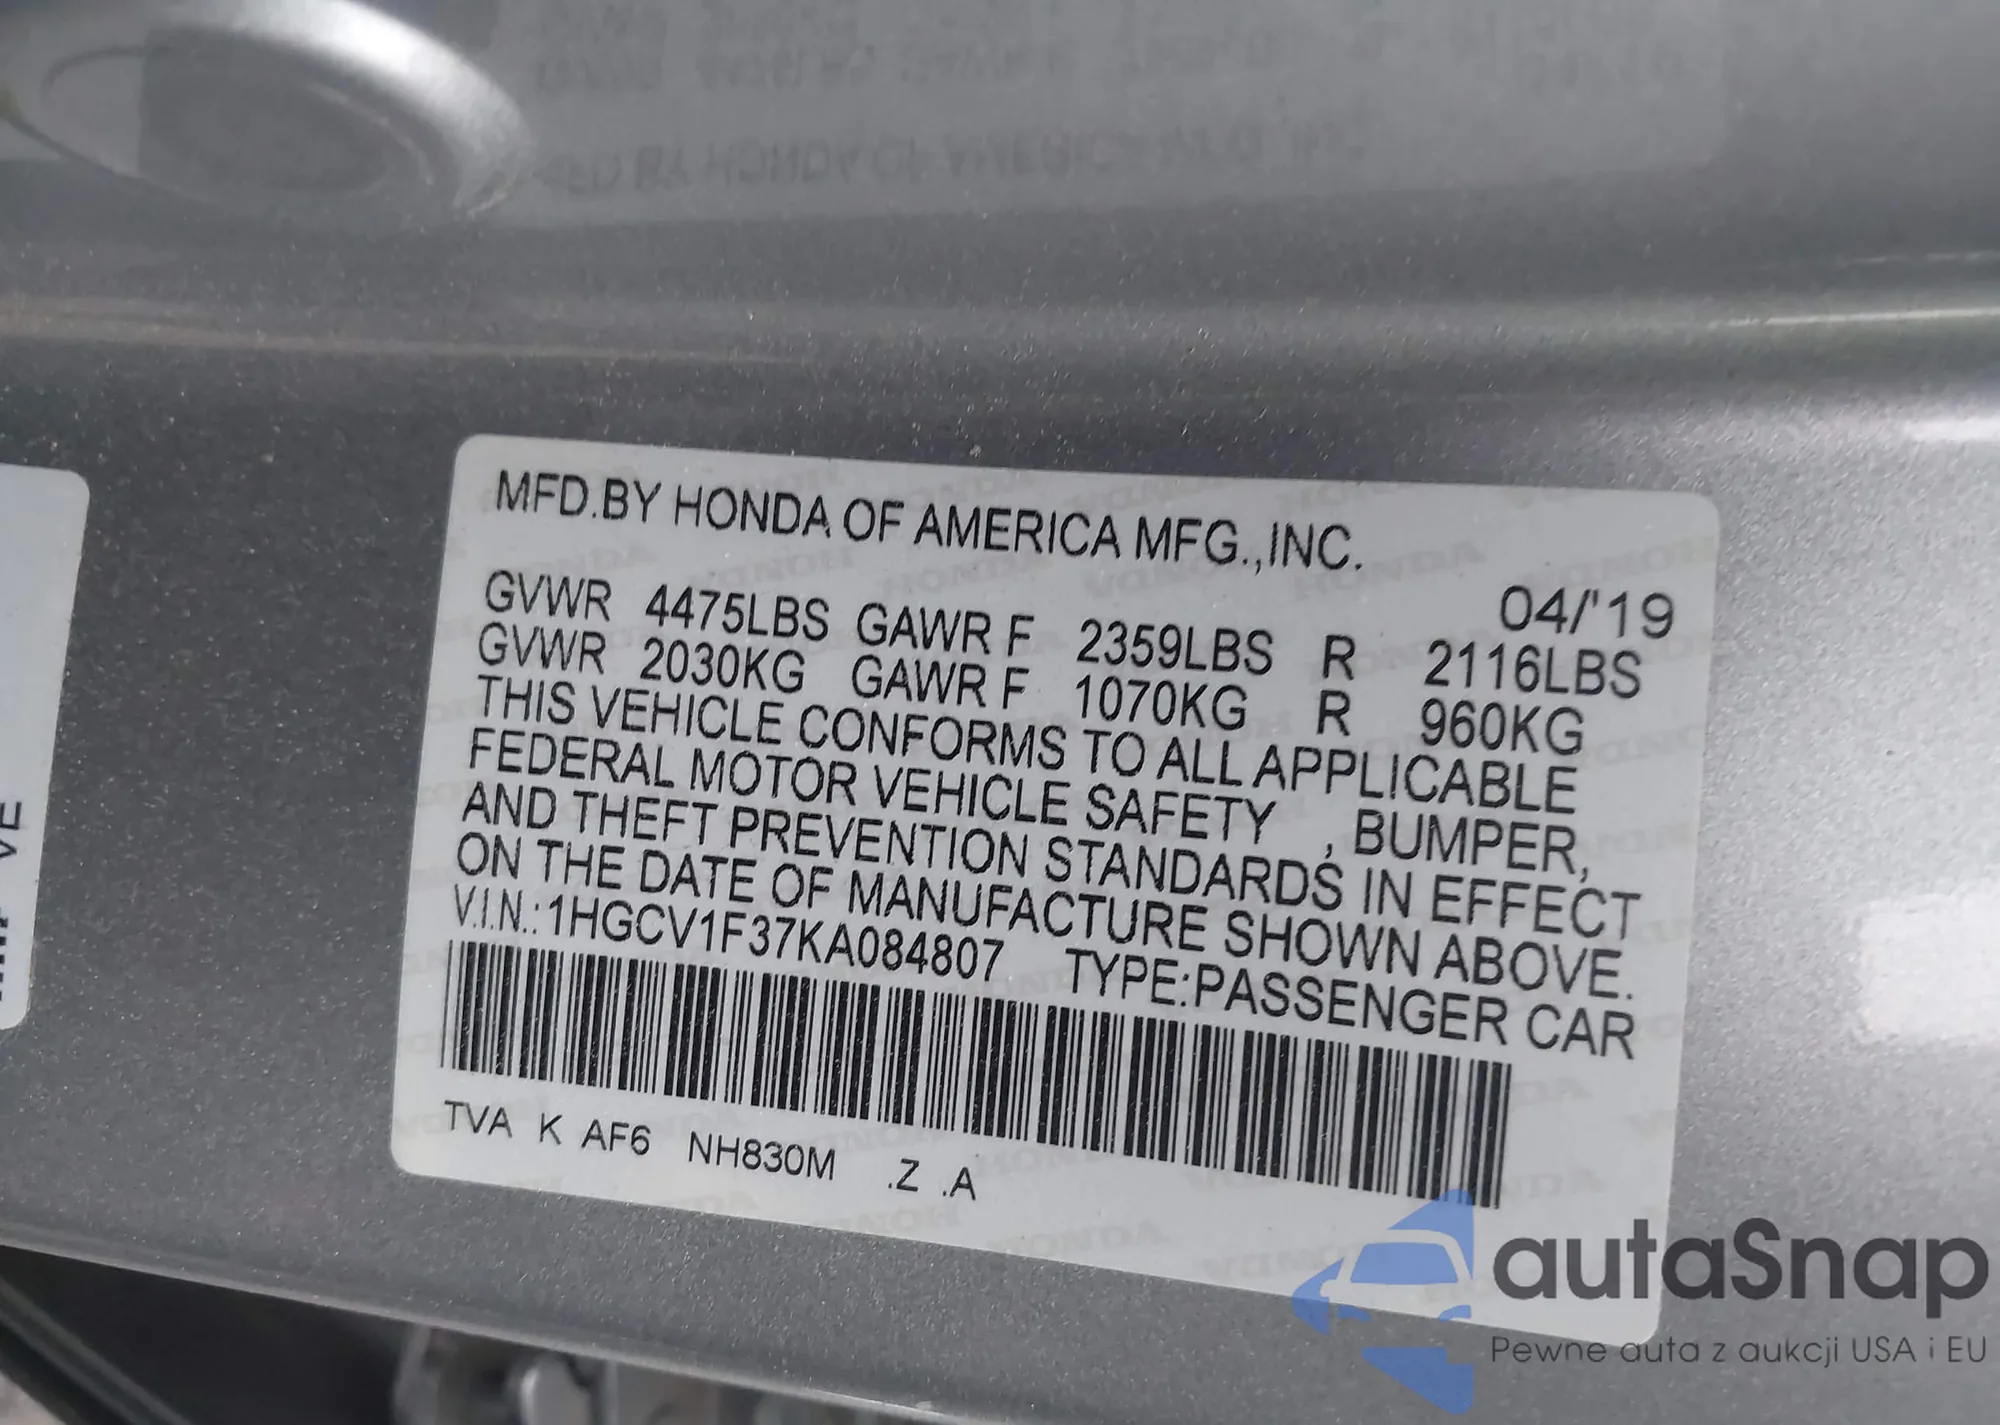 MFD.BY HONDA OF AMERICA MFG.,INC.
04/'19
GVWR 4475LBS GAWR F 2359LBS R 2116LBS
GVWR 2030KG GAWR F 1070KG R 960KG
THIS VEHICLE CONFORMS TO ALL APPLICABLE
FEDERAL MOTOR VEHICLE SAFETY , BUMPER,
AND THEFT PREVENTION STANDARDS IN EFFECT
ON THE DATE OF MANUFACTURE SHOWN ABOVE.
V.I.N.:1HGCV1F37KA084807 TYPE:PASSENGER CAR
TVA K AF6 NH830M .Z .A
VE
autaSnap
Pewne auta z aukcji USA i EU